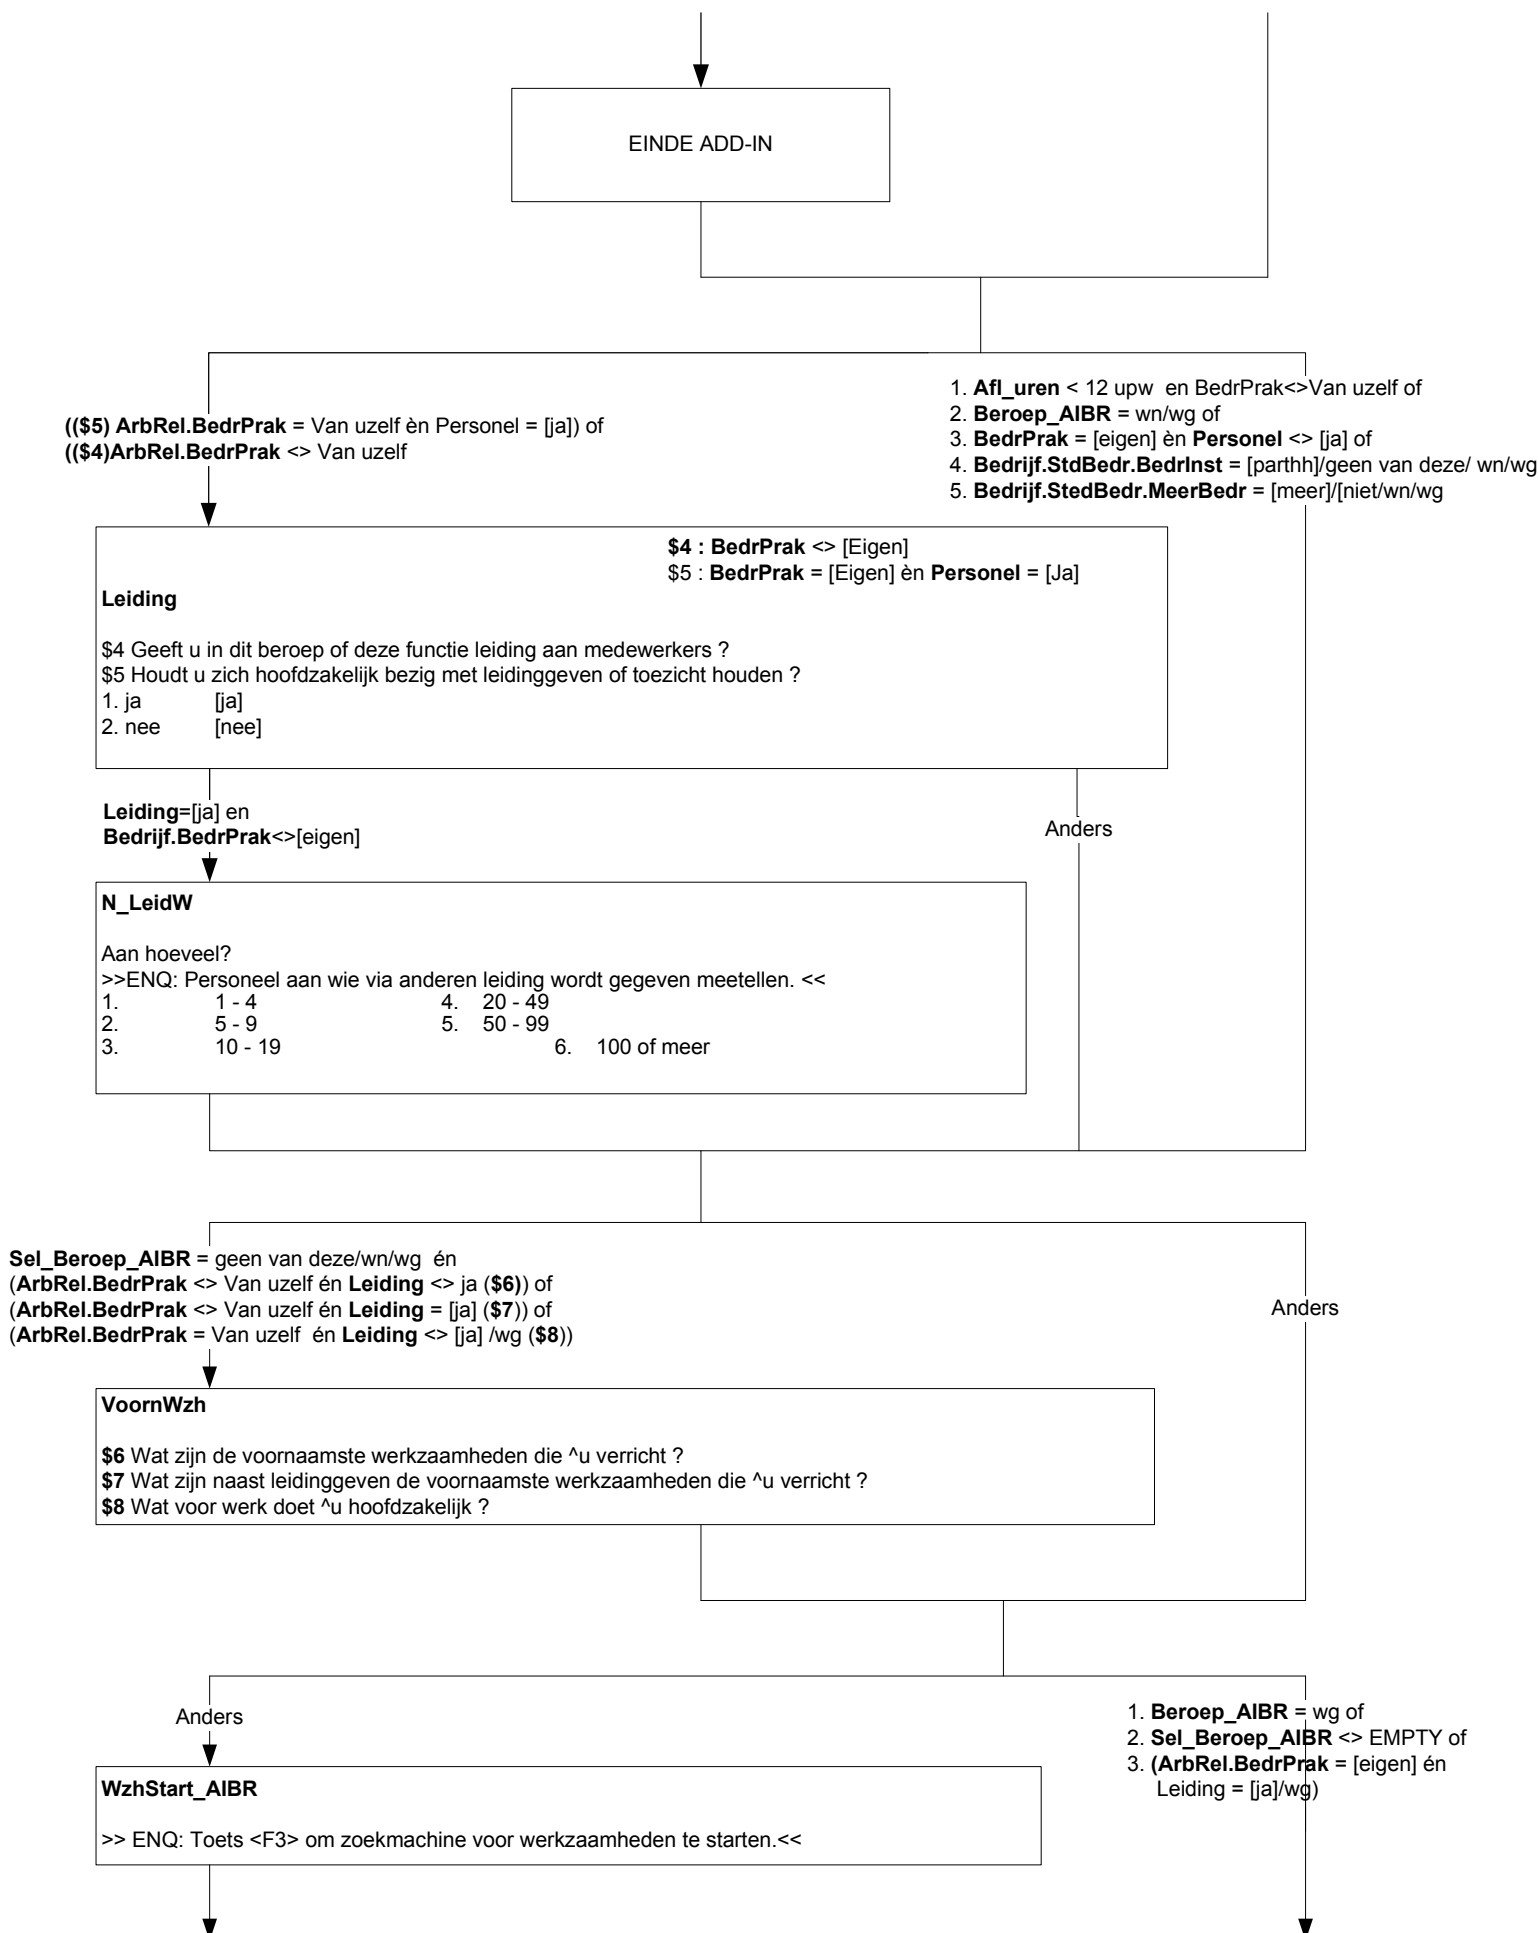 EINDE ADD-IN
(($5) ArbRel.BedrPrak = Van uzelf èn Personel = [ja]) of
(($4)ArbRel.BedrPrak <> Van uzelf
1. Afl_uren < 12 upw  en BedrPrak<>Van uzelf of
2. Beroep_AIBR = wn/wg of
3. BedrPrak = [eigen] èn Personel <> [ja] of
4. Bedrijf.StdBedr.BedrInst = [parthh]/geen van deze/ wn/wg
5. Bedrijf.StedBedr.MeerBedr = [meer]/[niet/wn/wg
$4 : BedrPrak <> [Eigen]
$5 : BedrPrak = [Eigen] èn Personel = [Ja]
Leiding
$4 Geeft u in dit beroep of deze functie leiding aan medewerkers ?
$5 Houdt u zich hoofdzakelijk bezig met leidinggeven of toezicht houden ?
1. ja [ja]
2. nee [nee]
Leiding=[ja] en
Bedrijf.BedrPrak<>[eigen]
Anders
N_LeidW
Aan hoeveel?
>>ENQ: Personeel aan wie via anderen leiding wordt gegeven meetellen. <<
1. 1 - 4 4. 20 - 49
2. 5 - 9 5. 50 - 99
3. 10 - 19 6. 100 of meer
Sel_Beroep_AIBR = geen van deze/wn/wg  én
(ArbRel.BedrPrak <> Van uzelf én Leiding <> ja ($6)) of
(ArbRel.BedrPrak <> Van uzelf én Leiding = [ja] ($7)) of
(ArbRel.BedrPrak = Van uzelf  én Leiding <> [ja] /wg ($8))
Anders
VoornWzh
$6 Wat zijn de voornaamste werkzaamheden die ^u verricht ?
$7 Wat zijn naast leidinggeven de voornaamste werkzaamheden die ^u verricht ?
$8 Wat voor werk doet ^u hoofdzakelijk ?
Anders
1. Beroep_AIBR = wg of
2. Sel_Beroep_AIBR <> EMPTY of
3. (ArbRel.BedrPrak = [eigen] én
Leiding = [ja]/wg)
WzhStart_AIBR
>> ENQ: Toets <F3> om zoekmachine voor werkzaamheden te starten.<<